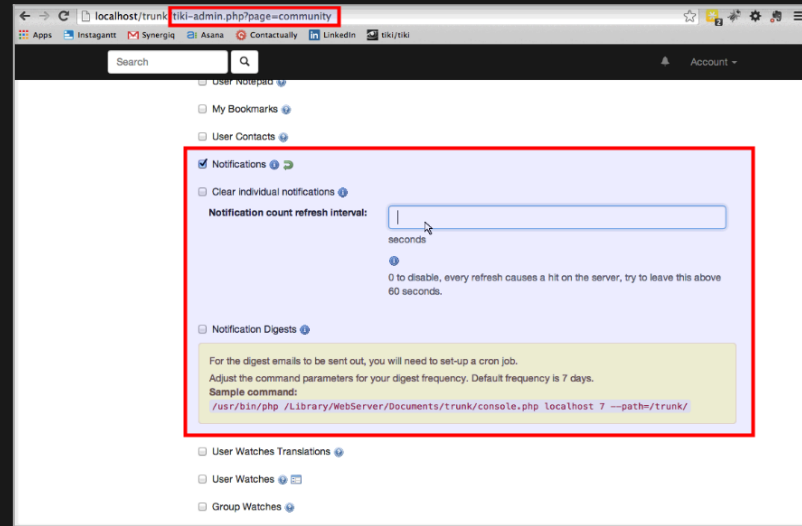 localhost/trunk/tiki-admin.php?page=community
Apps Instagantt Synergiq Asana Contactually LinkedIn tiki/tiki
Search
Account
User Notepad
My Bookmarks
User Contacts
Notifications
Clear individual notifications
Notification count refresh interval:
seconds
0 to disable, every refresh causes a hit on the server, try to leave this above
60 seconds.
Notification Digests
For the digest emails to be sent out, you will need to set-up a cron job.
Adjust the command parameters for your digest frequency. Default frequency is 7 days.
Sample command:
/usr/bin/php /Library/WebServer/Documents/trunk/console.php localhost 7 --path=/trunk/
User Watches Translations
User Watches
Group Watches